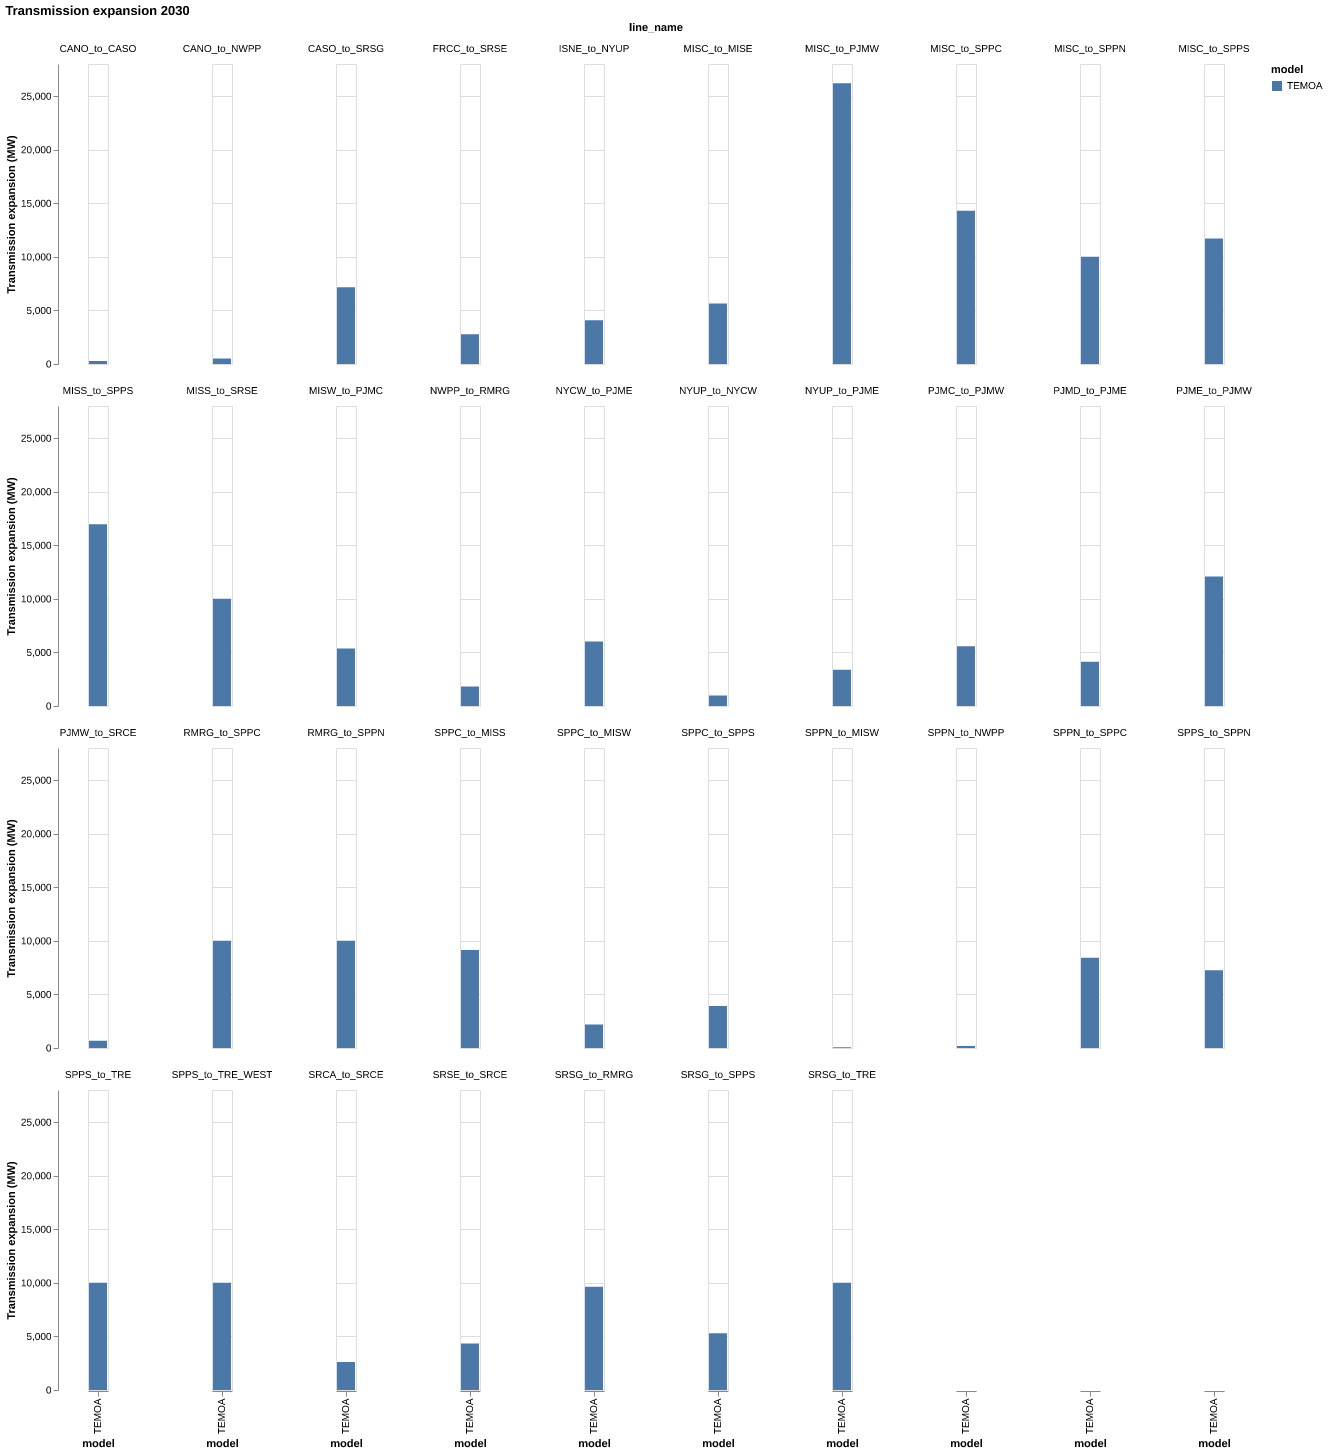 Transmission expansion 2030
line_name
CANO_to_CASO CANO_to_NWPP CASO_to_SRSG FRCC_to_SRSE ISNE_to_NYUP MISC_to_MISE MISC_to_PJMW MISC_to_SPPC MISC_to_SPPN MISC_to_SPPS
model
TEMOA
Transmission expansion (MW)
25,000
20,000
15,000
10,000
5,000
0
MISS_to_SPPS MISS_to_SRSE MISW_to_PJMC NWPP_to_RMRG NYCW_to_PJME NYUP_to_NYCW NYUP_to_PJME PJMC_to_PJMW PJMD_to_PJME PJME_to_PJMW
Transmission expansion (MW)
25,000
20,000
15,000
10,000
5,000
0
PJMW_to_SRCE RMRG_to_SPPC RMRG_to_SPPN SPPC_to_MISS SPPC_to_MISW SPPC_to_SPPS SPPN_to_MISW SPPN_to_NWPP SPPN_to_SPPC SPPS_to_SPPN
Transmission expansion (MW)
25,000
20,000
15,000
10,000
5,000
0
SPPS_to_TRE SPPS_to_TRE_WEST SRCA_to_SRCE SRSE_to_SRCE SRSG_to_RMRG SRSG_to_SPPS SRSG_to_TRE
Transmission expansion (MW)
25,000
20,000
15,000
10,000
5,000
0
TEMOA TEMOA TEMOA TEMOA TEMOA TEMOA TEMOA TEMOA TEMOA TEMOA
model model model model model model model model model model